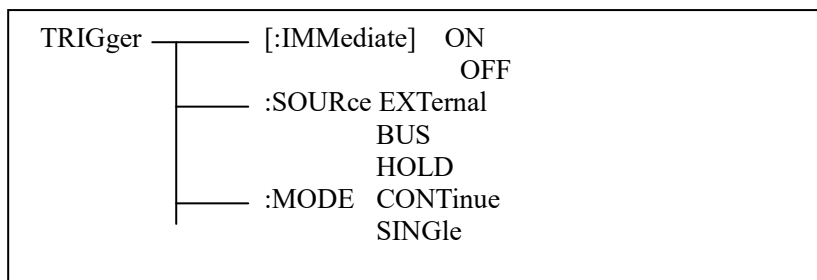 TRIGger [:IMMediate] ON
OFF
:SOURce EXTernal
BUS
HOLD
:MODE CONTinue
SINGle